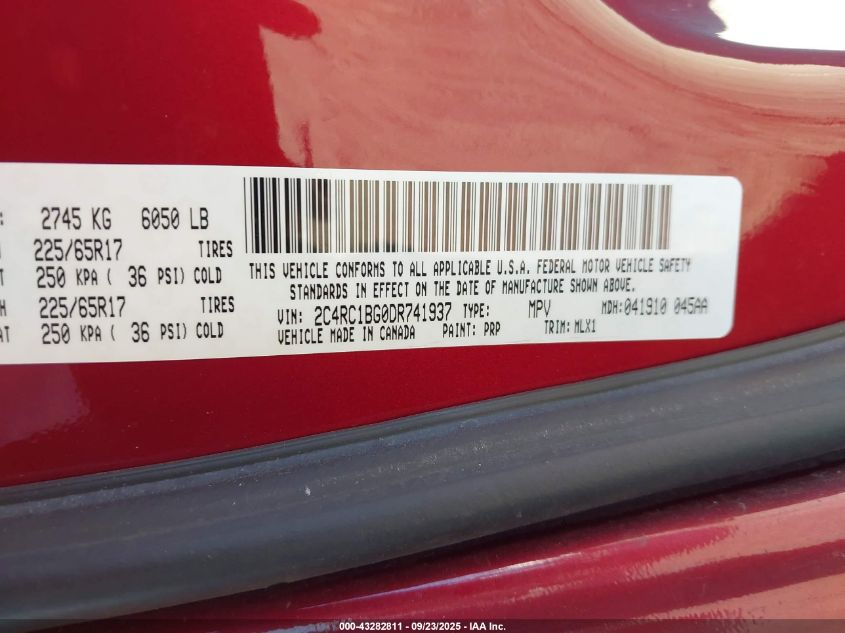 : 2745 KG 6050 LB
225/65R17 TIRES
T 250 KPA ( 36 PSI) COLD
H 225/65R17 TIRES
AT 250 KPA ( 36 PSI) COLD
THIS VEHICLE CONFORMS TO ALL APPLICABLE U.S.A. FEDERAL MOTOR VEHICLE SAFETY
STANDARDS IN EFFECT ON THE DATE OF MANUFACTURE SHOWN ABOVE.
VIN: 2C4RC1BG0DR741937 TYPE: MPV MDH:041910 045AA
VEHICLE MADE IN CANADA PAINT: PRP TRIM: MLX1
000-43282811 - 09/23/2025 - IAA Inc.